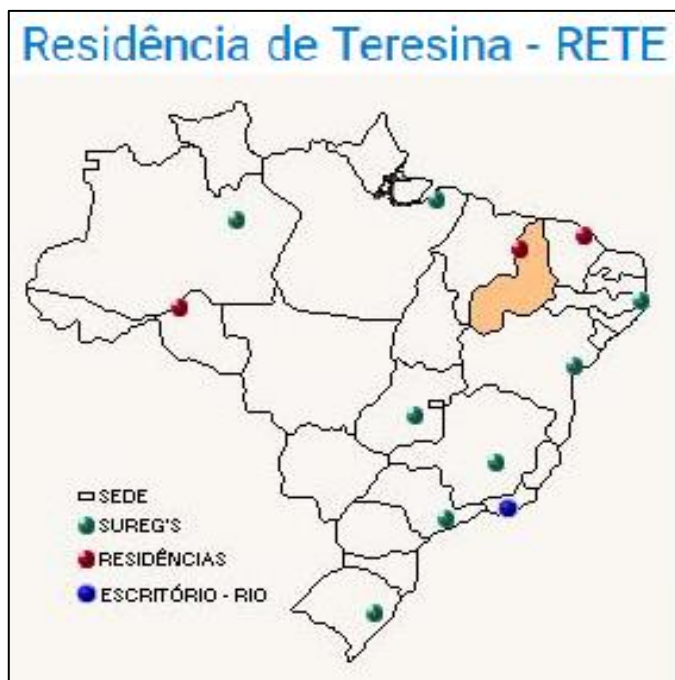 Residência de Teresina - RETE
SEDE
SUREG'S
RESIDÊNCIAS
ESCRITÓRIO - RIO